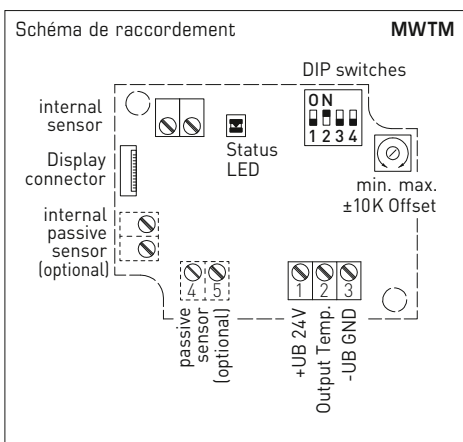 Schéma de raccordement MWTM
DIP switches
ON
1 2 3 4
internal
sensor
Status
LED
Display
connector
min. max.
±10K Offset
internal
passive
sensor
(optional)
4 5
1 2 3
passive
sensor
(optional)
+UB 24V
Output Temp.
-UB GND